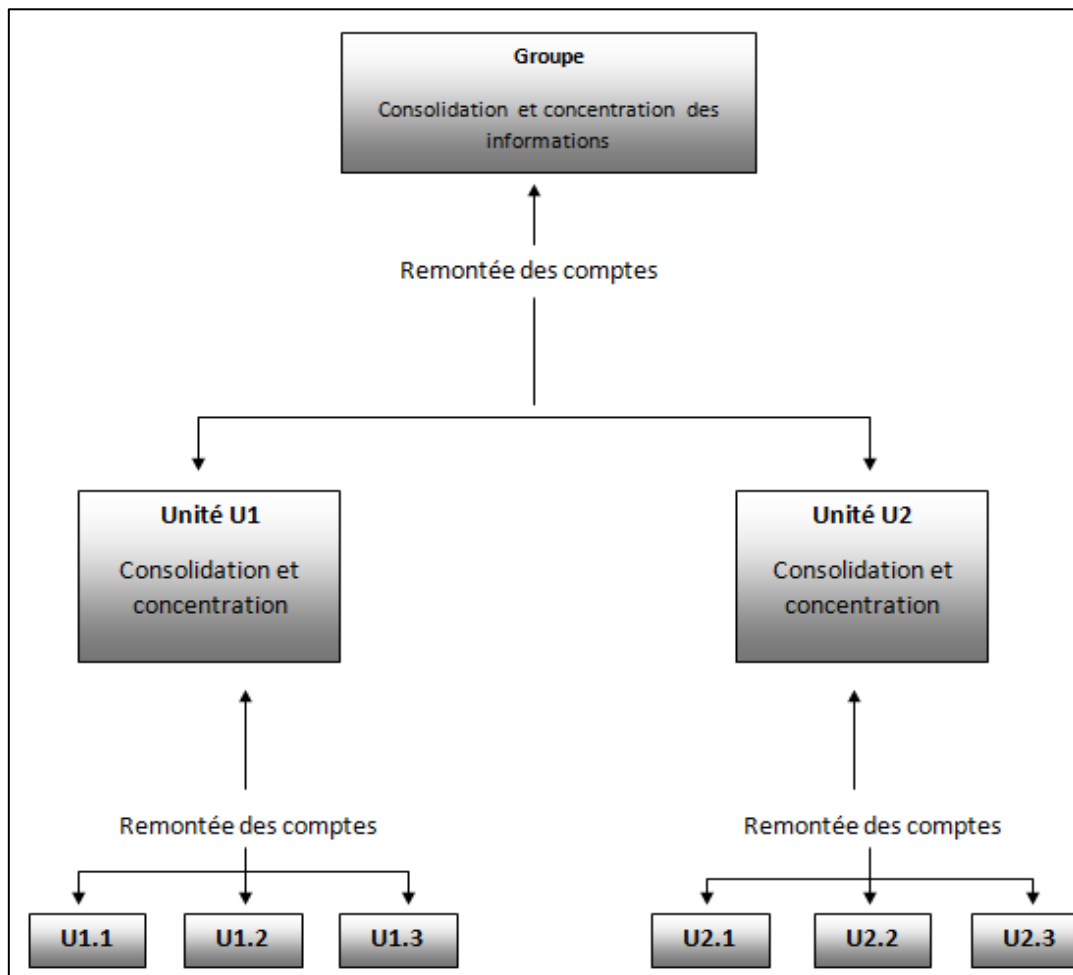 Groupe
Consolidation et concentration des
informations
Remontée des comptes
Unité U1
Consolidation et
concentration
Unité U2
Consolidation et
concentration
Remontée des comptes
Remontée des comptes
U1.1
U1.2
U1.3
U2.1
U2.2
U2.3